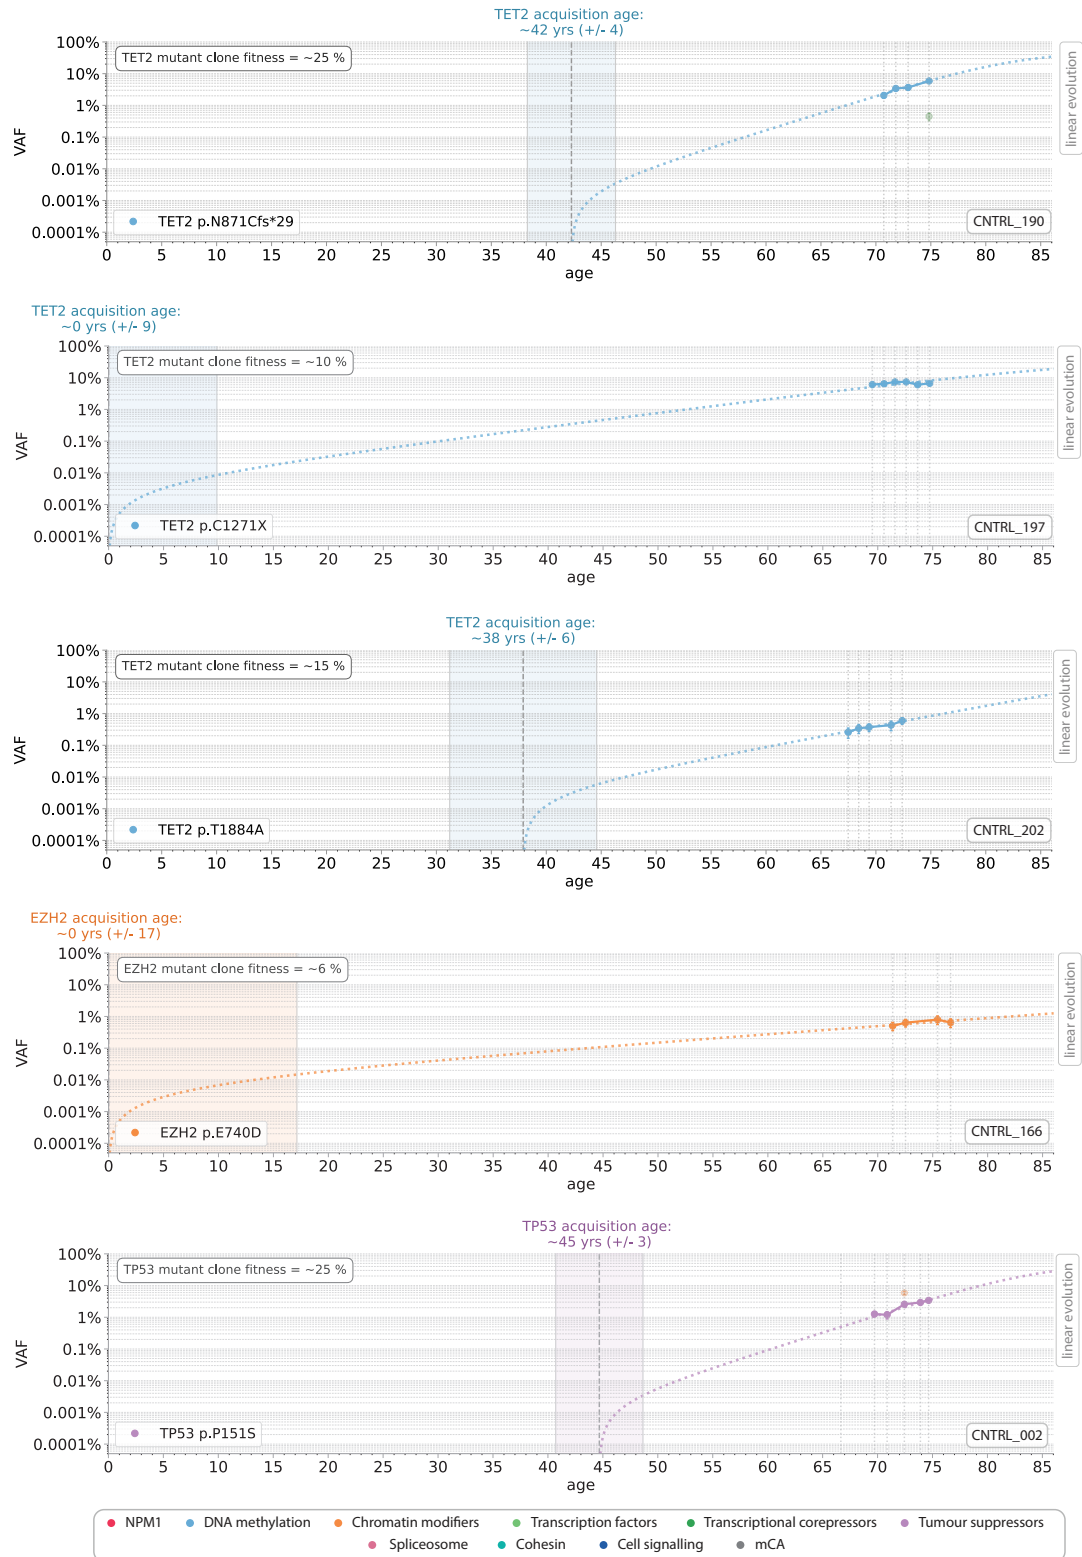 TET2 acquisition age:
~42 yrs (+/- 4)
100%
10%
1%
0.1%
0.01%
0.001%
0.0001%
VAF
TET2 mutant clone fitness = ~25 %
TET2 p.N871Cfs*29
CNTRL_190
linear evolution
0 5 10 15 20 25 30 35 40 45 50 55 60 65 70 75 80 85
age
TET2 acquisition age:
~0 yrs (+/- 9)
100%
10%
1%
0.1%
0.01%
0.001%
0.0001%
VAF
TET2 mutant clone fitness = ~10 %
TET2 p.C1271X
CNTRL_197
linear evolution
0 5 10 15 20 25 30 35 40 45 50 55 60 65 70 75 80 85
age
TET2 acquisition age:
~38 yrs (+/- 6)
100%
10%
1%
0.1%
0.01%
0.001%
0.0001%
VAF
TET2 mutant clone fitness = ~15 %
TET2 p.T1884A
CNTRL_202
linear evolution
0 5 10 15 20 25 30 35 40 45 50 55 60 65 70 75 80 85
age
EZH2 acquisition age:
~0 yrs (+/- 17)
100%
10%
1%
0.1%
0.01%
0.001%
0.0001%
VAF
EZH2 mutant clone fitness = ~6 %
EZH2 p.E740D
CNTRL_166
linear evolution
0 5 10 15 20 25 30 35 40 45 50 55 60 65 70 75 80 85
age
TP53 acquisition age:
~45 yrs (+/- 3)
100%
10%
1%
0.1%
0.01%
0.001%
0.0001%
VAF
TP53 mutant clone fitness = ~25 %
TP53 p.P151S
CNTRL_002
linear evolution
0 5 10 15 20 25 30 35 40 45 50 55 60 65 70 75 80 85
age
NPM1 DNA methylation Chromatin modifiers Transcription factors Transcriptional corepressors Tumour suppressors
Spliceosome Cohesin Cell signalling mCA